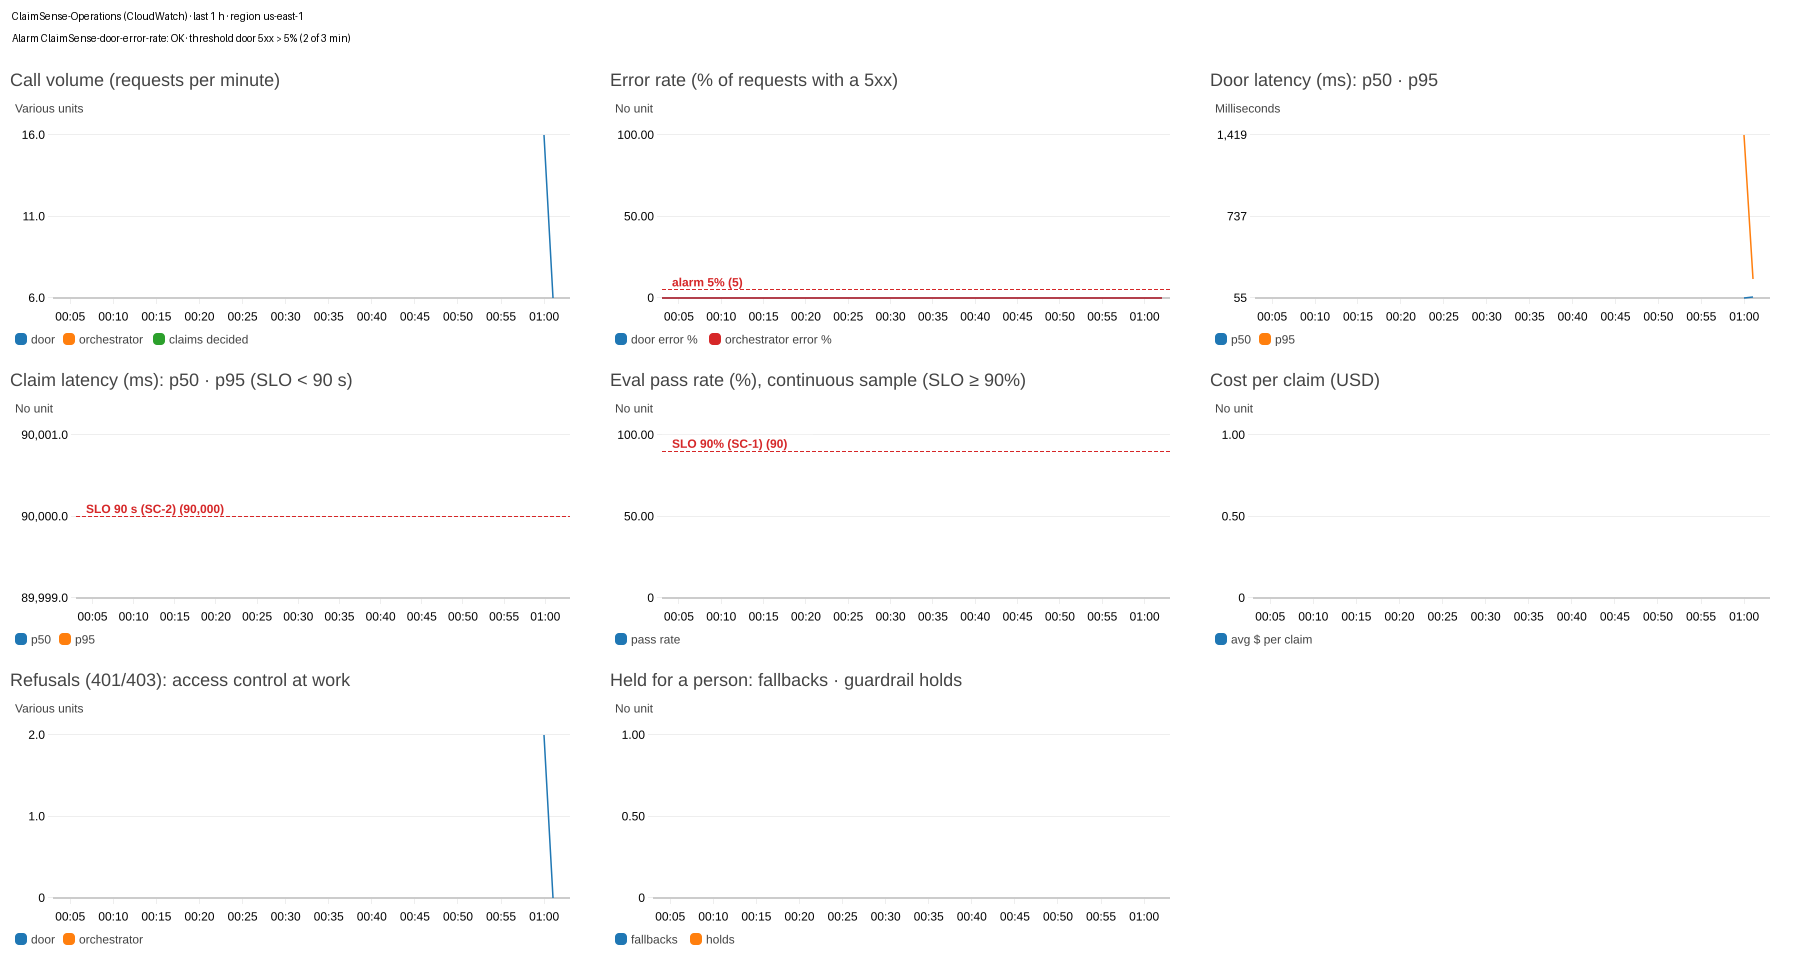 ClaimSense-Operations (CloudWatch) · last 1 h · region us-east-1
Alarm ClaimSense-door-error-rate: OK · threshold door 5xx > 5% (2 of 3 min)
Call volume (requests per minute)
Various units
16.0
11.0
6.0
00:05 00:10 00:15 00:20 00:25 00:30 00:35 00:40 00:45 00:50 00:55 01:00
door orchestrator claims decided
Error rate (% of requests with a 5xx)
No unit
100.00
50.00
alarm 5% (5)
0
00:05 00:10 00:15 00:20 00:25 00:30 00:35 00:40 00:45 00:50 00:55 01:00
door error % orchestrator error %
Door latency (ms): p50 · p95
Milliseconds
1,419
737
55
00:05 00:10 00:15 00:20 00:25 00:30 00:35 00:40 00:45 00:50 00:55 01:00
p50 p95
Claim latency (ms): p50 · p95 (SLO < 90 s)
No unit
90,001.0
SLO 90 s (SC-2) (90,000)
90,000.0
89,999.0
00:05 00:10 00:15 00:20 00:25 00:30 00:35 00:40 00:45 00:50 00:55 01:00
p50 p95
Eval pass rate (%), continuous sample (SLO ≥ 90%)
No unit
100.00
SLO 90% (SC-1) (90)
50.00
0
00:05 00:10 00:15 00:20 00:25 00:30 00:35 00:40 00:45 00:50 00:55 01:00
pass rate
Cost per claim (USD)
No unit
1.00
0.50
0
00:05 00:10 00:15 00:20 00:25 00:30 00:35 00:40 00:45 00:50 00:55 01:00
avg $ per claim
Refusals (401/403): access control at work
Various units
2.0
1.0
0
00:05 00:10 00:15 00:20 00:25 00:30 00:35 00:40 00:45 00:50 00:55 01:00
door orchestrator
Held for a person: fallbacks · guardrail holds
No unit
1.00
0.50
0
00:05 00:10 00:15 00:20 00:25 00:30 00:35 00:40 00:45 00:50 00:55 01:00
fallbacks holds